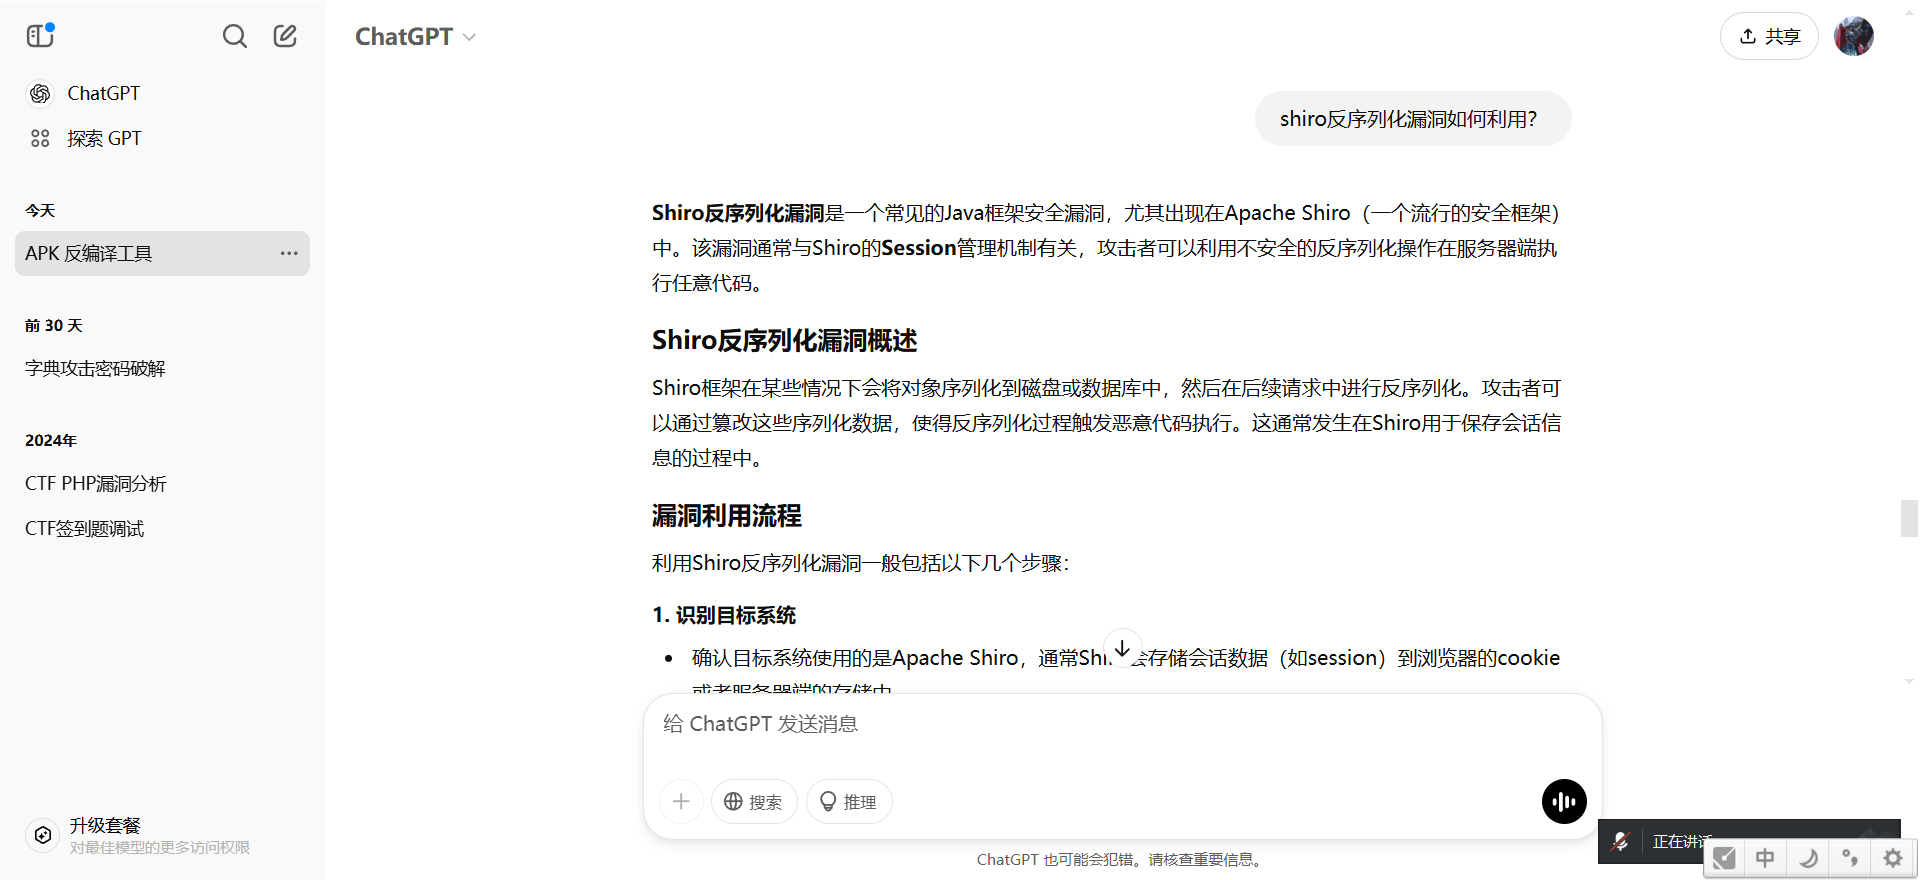 ChatGPT
共享
ChatGPT
探索 GPT
今天
APK 反编译工具
前 30 天
字典攻击密码破解
2024年
CTF PHP漏洞分析
CTF签到题调试
升级套餐
对最佳模型的更多访问权限
shiro反序列化漏洞如何利用？
Shiro反序列化漏洞是一个常见的Java框架安全漏洞，尤其出现在Apache Shiro（一个流行的安全框架）
中。该漏洞通常与Shiro的Session管理机制有关，攻击者可以利用不安全的反序列化操作在服务器端执
行任意代码。
Shiro反序列化漏洞概述
Shiro框架在某些情况下会将对象序列化到磁盘或数据库中，然后在后续请求中进行反序列化。攻击者可
以通过篡改这些序列化数据，使得反序列化过程触发恶意代码执行。这通常发生在Shiro用于保存会话信
息的过程中。
漏洞利用流程
利用Shiro反序列化漏洞一般包括以下几个步骤：
1. 识别目标系统
确认目标系统使用的是Apache Shiro，通常Shi 会存储会话数据（如session）到浏览器的cookie
或者服务器端的存储中
给 ChatGPT 发送消息
搜索
推理
ChatGPT 也可能会犯错。请核查重要信息。
正在讲话
中